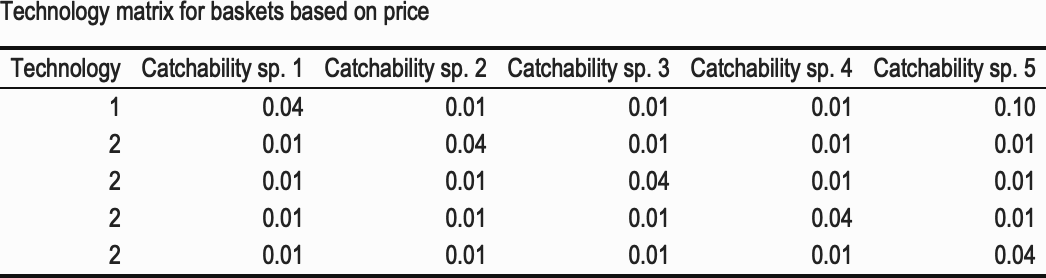 Technology matrix for baskets based on price
Technology Catchability sp. 1 Catchability sp. 2 Catchability sp. 3 Catchability sp. 4 Catchability sp. 5
1 0.04 0.01 0.01 0.01 0.10
2 0.01 0.04 0.01 0.01 0.01
2 0.01 0.01 0.04 0.01 0.01
2 0.01 0.01 0.01 0.04 0.01
2 0.01 0.01 0.01 0.01 0.04